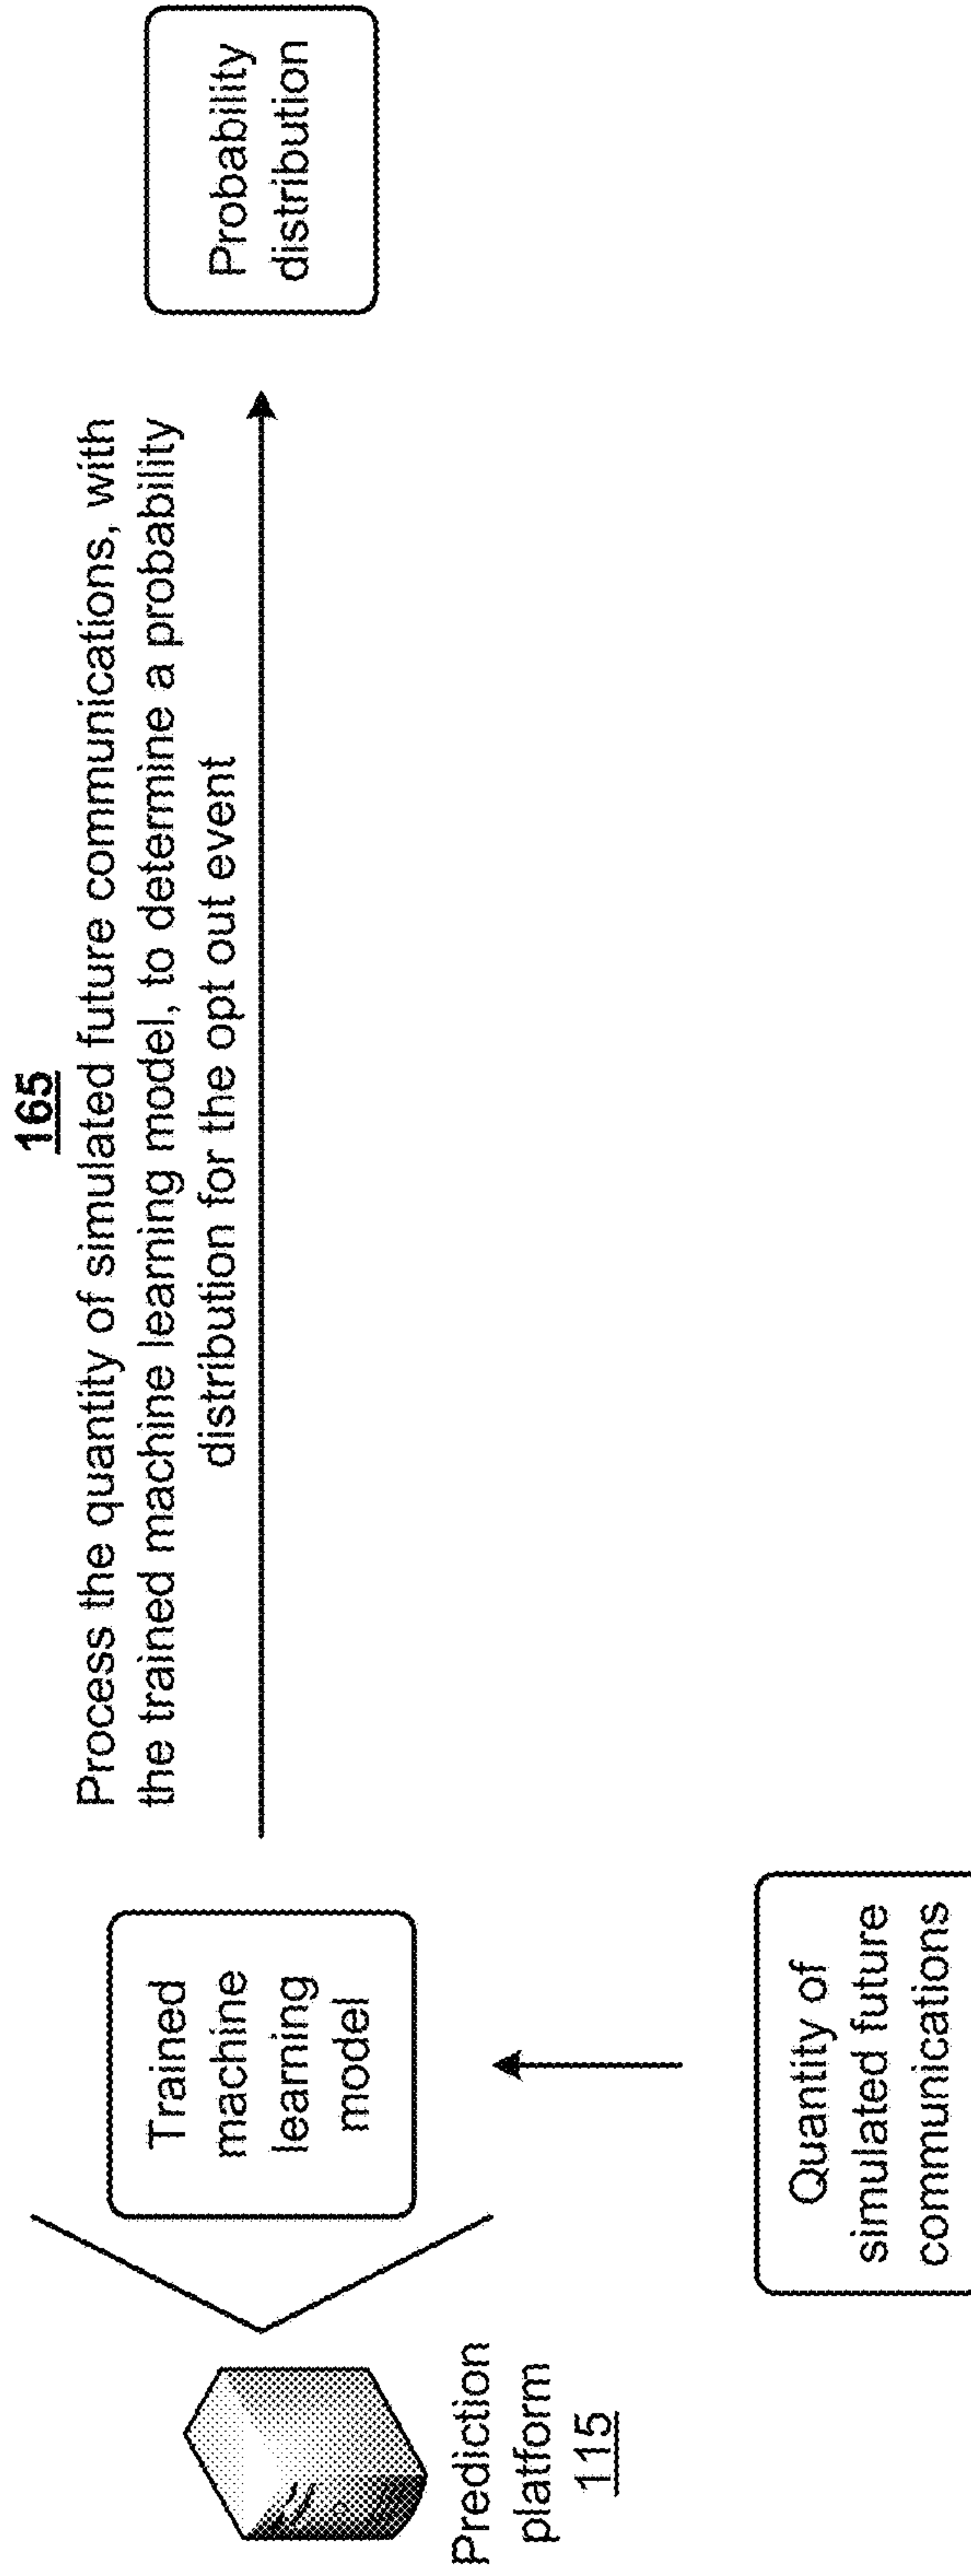 165
Process the quantity of simulated future communications, with
the trained machine learning model, to determine a probability
distribution for the opt out event
Prediction
platform
115
Trained
machine
learning
model
Probability
distribution
Quantity of
simulated future
communications